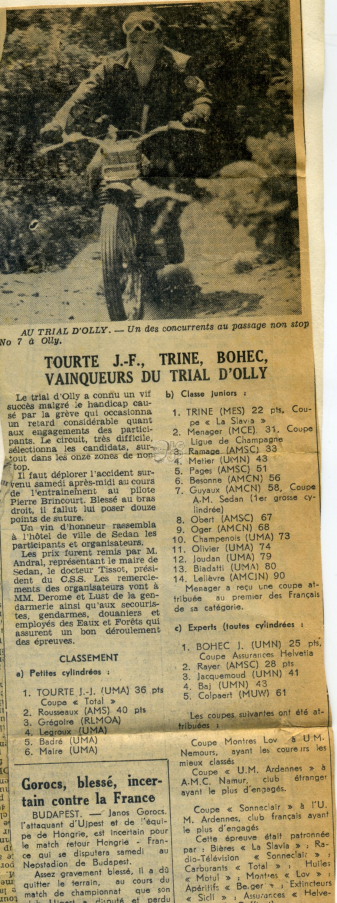 AU TRIAL D'OLLY. — Un des concurrents au passage non stop
No 7 à Olly.
TOURTE J.-F., TRINE, BOHEC,
VAINQUEURS DU TRIAL D'OLLY
Le trial d'Olly a connu un vif
succès malgré le handicap cau-
sé par la grève qui occasionna
un retard considérable quant
aux engagements des partici-
pants. Le circuit, très difficile,
sélectionna les candidats, sur-
tout dans les onze zones de non
stop.
Il faut déplorer l'accident sur-
venu samedi après-midi au cours
de l'entraînement au pilote
Pierre Brincourt. Blessé au bras
droit, il fallut lui poser douze
points de suture.
Un vin d'honneur rassembla
à l'hôtel de ville de Sedan les
participants et organisateurs.
Les prix furent remis par M.
Andral, représentant le maire de
Sedan, le docteur Tissot, prési-
dent du C.S.S. Les remercie-
ments des organisateurs vont à
MM. Derome et Lust de la gen-
darmerie ainsi qu'aux secouris-
tes, gendarmes, douaniers et
employés des Eaux et Forêts qui
assurent un bon déroulement
des épreuves.
CLASSEMENT
a) Petites cylindrées :
1. TOURTE J.-J. (UMA) 36 pts
Coupe « Total »
2. Rousseaux (AMS) 40 pts
3. Grégoire (RLMOA)
4. Legroux (UMA)
5. Badré (UMA)
6. Maire (UMA)
b) Classe juniors :
1. TRINE (MES) 22 pts, Cou-
pe « La Slavia »
2. Menager (MCE) 31, Coupe
Ligue de Champagne
3. Ramage (AMSC) 33
4. Metier (UMN) 43
5. Pages (AMSC) 51
6. Besonne (AMCN) 56
7. Guyaux (AMCN) 58, Coupe
A.M. Sedan (1er grosse cy-
lindrée)
8. Obert (AMSC) 67
9. Oger (AMCN) 68
10. Champenois (UMA) 73
11. Olivier (UMA) 74
12. Joudan (UMA) 79
13. Biadatti (UMA) 80
14. Lelièvre (AMCIN) 90
Menager a reçu une coupe at-
tribuée au premier des Français
de sa catégorie.
c) Experts (toutes cylindrées :
1. BOHEC J. (UMN) 25 pts,
Coupe Assurances Helvetia
2. Rayer (AMSC) 28 pts
3. Jacquemoud (UMN) 41
4. Baj (UMN) 43
5. Colpaert (MUW) 61
Les coupes suivantes ont été at-
tribuées :
Coupe Montres Lov à U.M.
Nemours, ayant les coureurs les
mieux classés
Coupe « U.M. Ardennes » à
A.M.C. Namur, club étranger
ayant le plus d'engagés.
Coupe « Sonneclair » à l'U.
M. Ardennes, club français ayant
le plus d'engagés
Cette épreuve était patronnée
par : Bières « La Slavia » ; Ra-
dio-Télévision « Sonneclair » ;
Carburants « Total » ; Huiles
« Motul » ; Montres « Lov » ;
Apéritifs « Berger » ; Extincteurs
« Sicli » ; Assurances « Helve-
Gorocs, blessé, incer-
tain contre la France
BUDAPEST. — Janos Gorocs,
l'attaquant d'Ujpest et de l'équi-
pe de Hongrie, est incertain pour
le match retour Hongrie - Fran-
ce qui se disputera samedi au
Nepstadion de Budapest.
Assez gravement blessé, il a dû
quitter le terrain, au cours du
match de championnat que son
club Ujpest a disputé et perdu